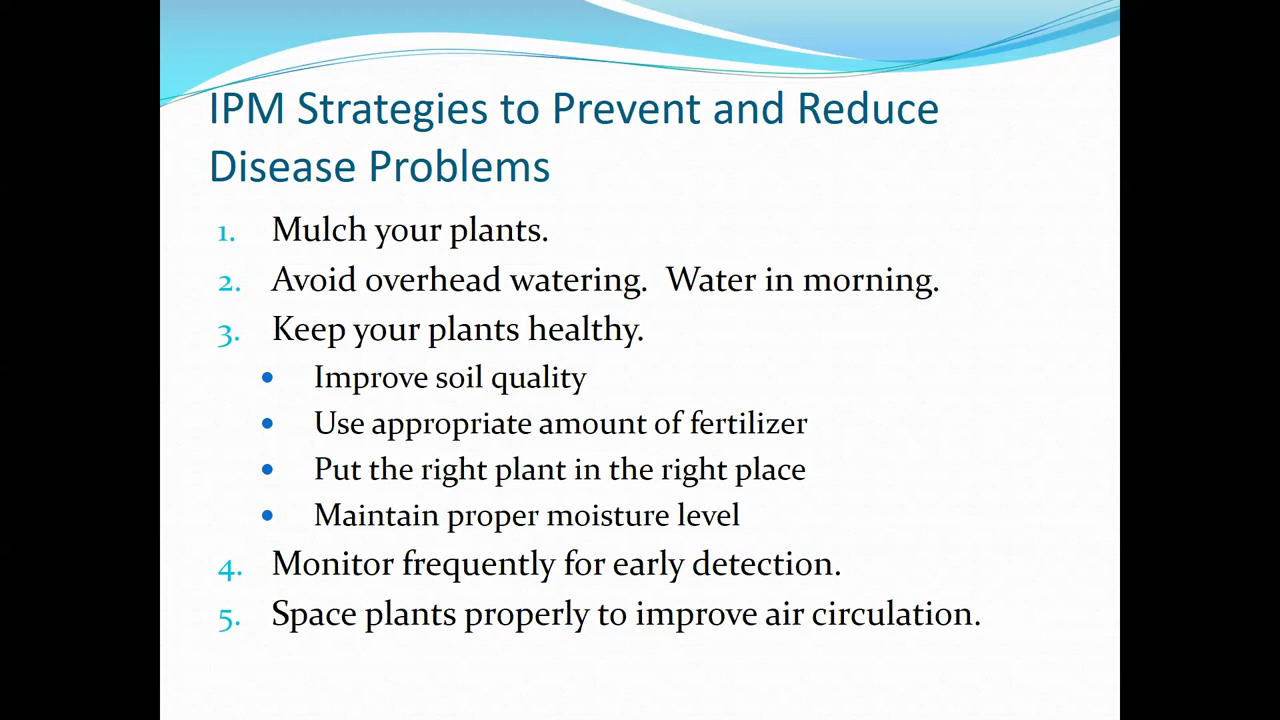 IPM Strategies to Prevent and Reduce
Disease Problems
1. Mulch your plants.
2. Avoid overhead watering.  Water in morning.
3. Keep your plants healthy.
• Improve soil quality
• Use appropriate amount of fertilizer
• Put the right plant in the right place
• Maintain proper moisture level
4. Monitor frequently for early detection.
5. Space plants properly to improve air circulation.